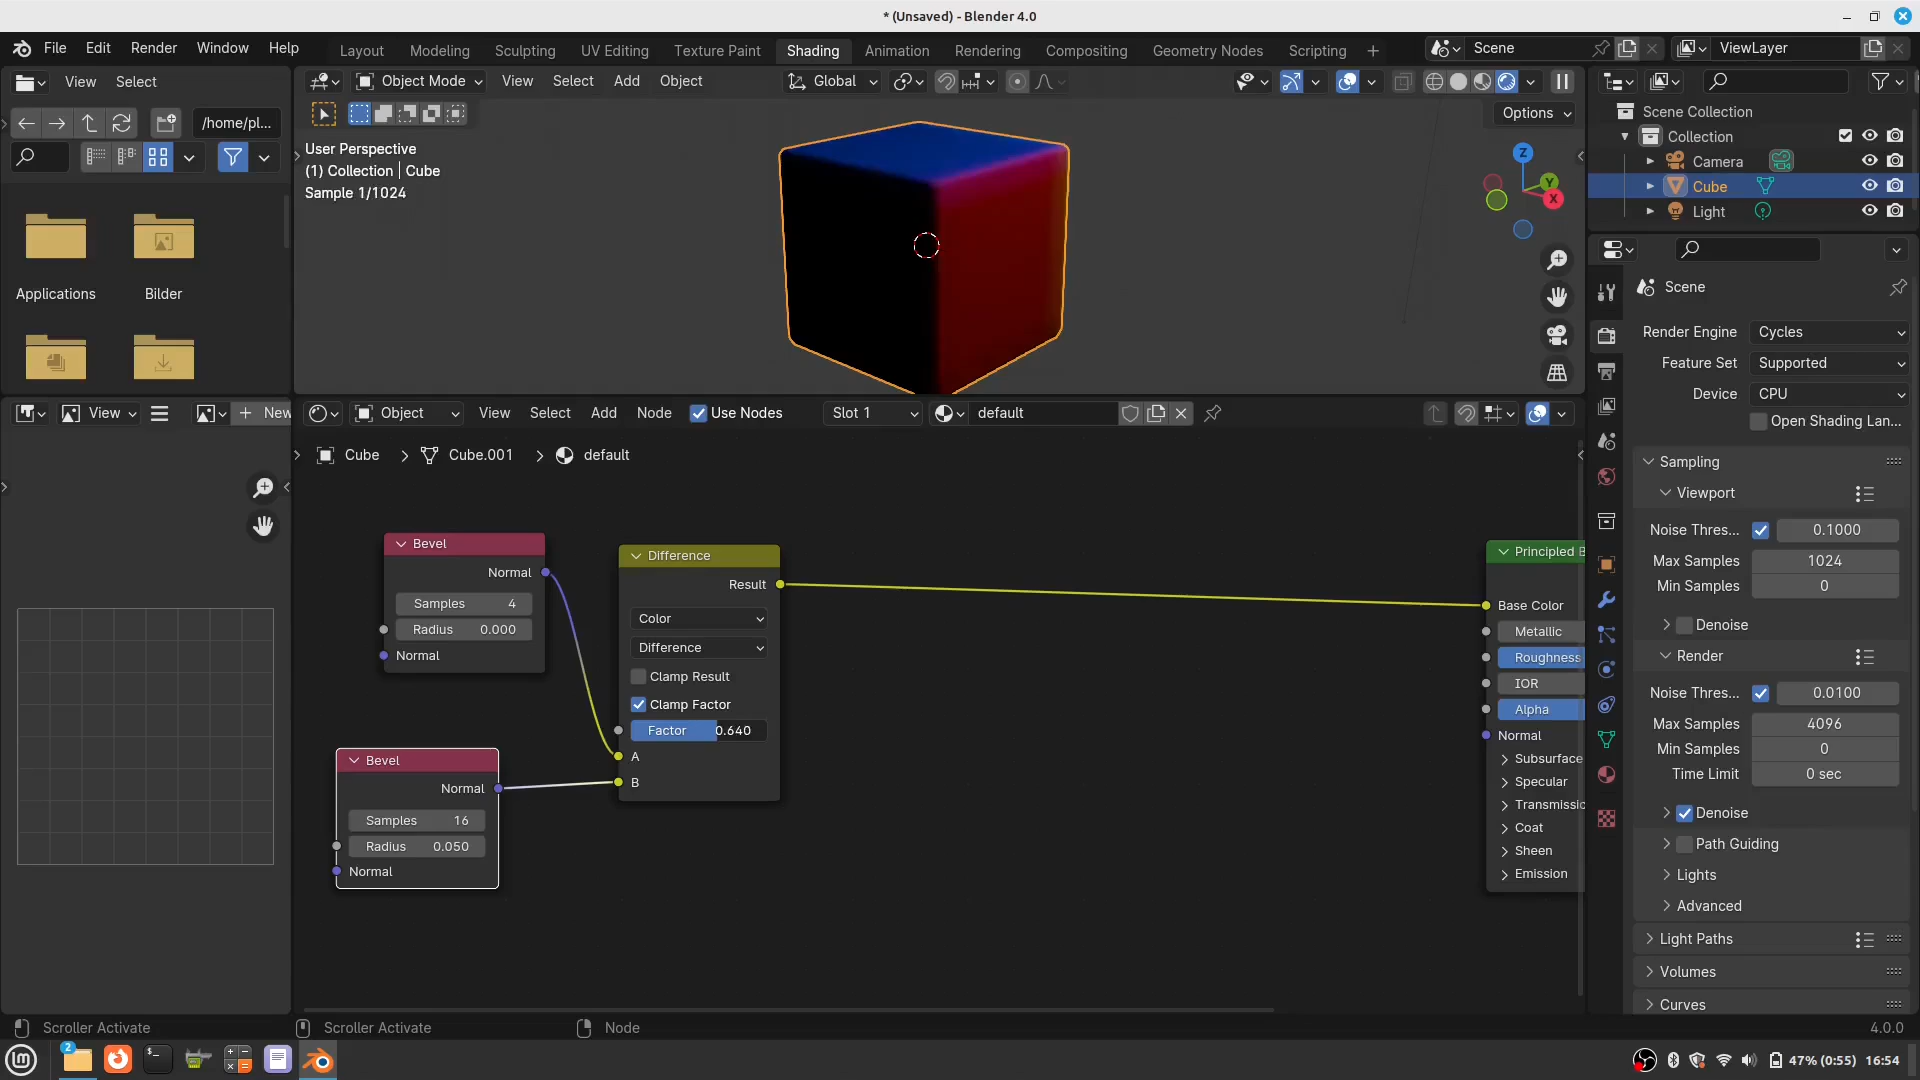 * (Unsaved) - Blender 4.0
File Edit Render Window Help
Layout Modeling Sculpting UV Editing Texture Paint Shading Animation Rendering Compositing Geometry Nodes Scripting +
Scene
ViewLayer
View Select
Object Mode View Select Add Object
Global
/home/pl...
Options
User Perspective
(1) Collection | Cube
Sample 1/1024
Z
Y
X
Applications
Bilder
Scene Collection
Collection
Camera
Cube
Light
Scene
Render Engine Cycles
Feature Set Supported
Device CPU
Open Shading Lan...
Sampling
Viewport
Noise Thres... 0.1000
Max Samples 1024
Min Samples 0
Denoise
Render
Noise Thres... 0.0100
Max Samples 4096
Min Samples 0
Time Limit 0 sec
Denoise
Path Guiding
Lights
Advanced
Light Paths
Volumes
Curves
View
New
Object View Select Add Node Use Nodes Slot 1 default
Cube > Cube.001 > default
Bevel
Normal
Samples 4
Radius 0.000
Normal
Bevel
Normal
Samples 16
Radius 0.050
Normal
Difference
Result
Color
Difference
Clamp Result
Clamp Factor
Factor 0.640
A
B
Principled B
Base Color
Metallic
Roughness
IOR
Alpha
Normal
Subsurface
Specular
Transmissic
Coat
Sheen
Emission
Scroller Activate
Scroller Activate
Node
4.0.0
2
47% (0:55) 16:54